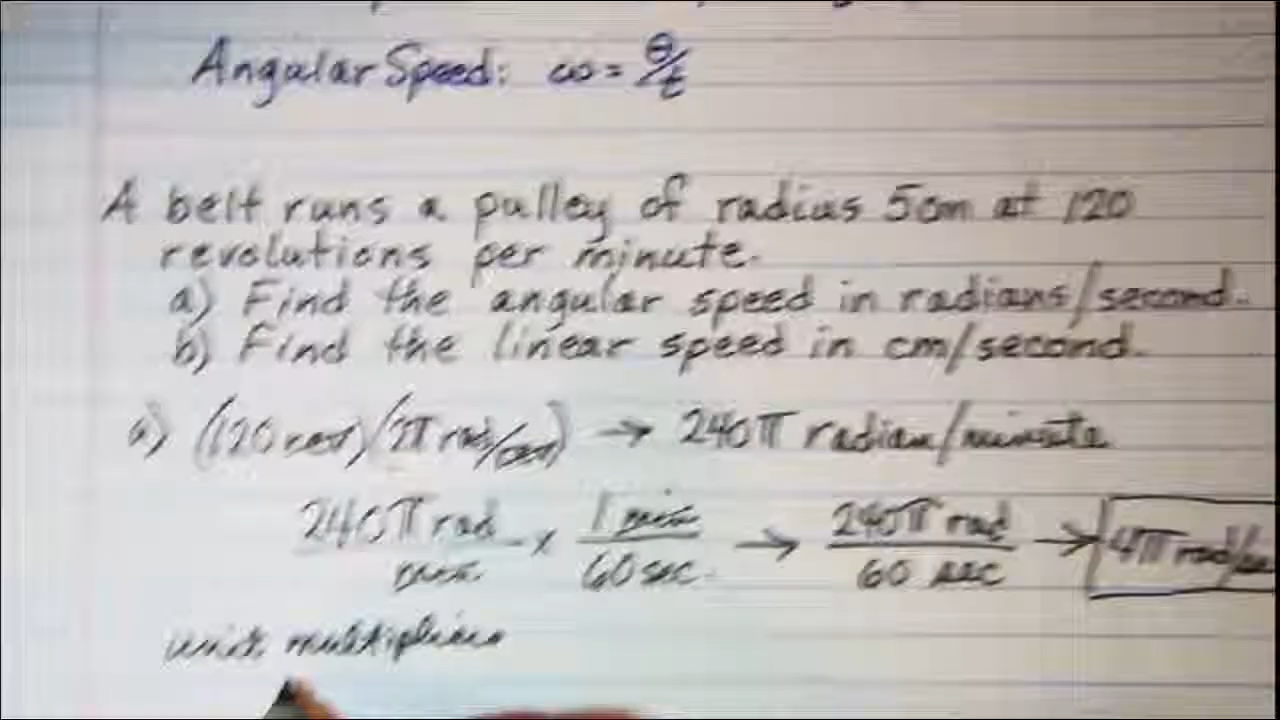 Angular Speed: ω = θ/t
A belt runs a pulley of radius 5cm at 120
revolutions per minute.
a) Find the angular speed in radians/second.
b) Find the linear speed in cm/second.
a) (120 rev)(2π rad/rev) → 240π radian/minute
240π rad/min × 1 min/60 sec. → 240π rad/60 sec → 4π rad/
unit multipliers